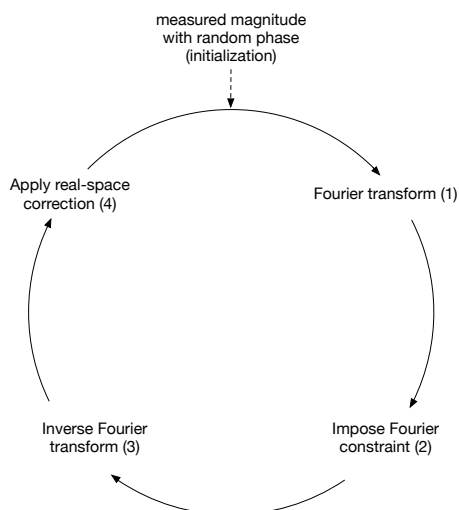 measured magnitude
with random phase
(initialization)
Apply real-space
correction (4)
Fourier transform (1)
Inverse Fourier
transform (3)
Impose Fourier
constraint (2)